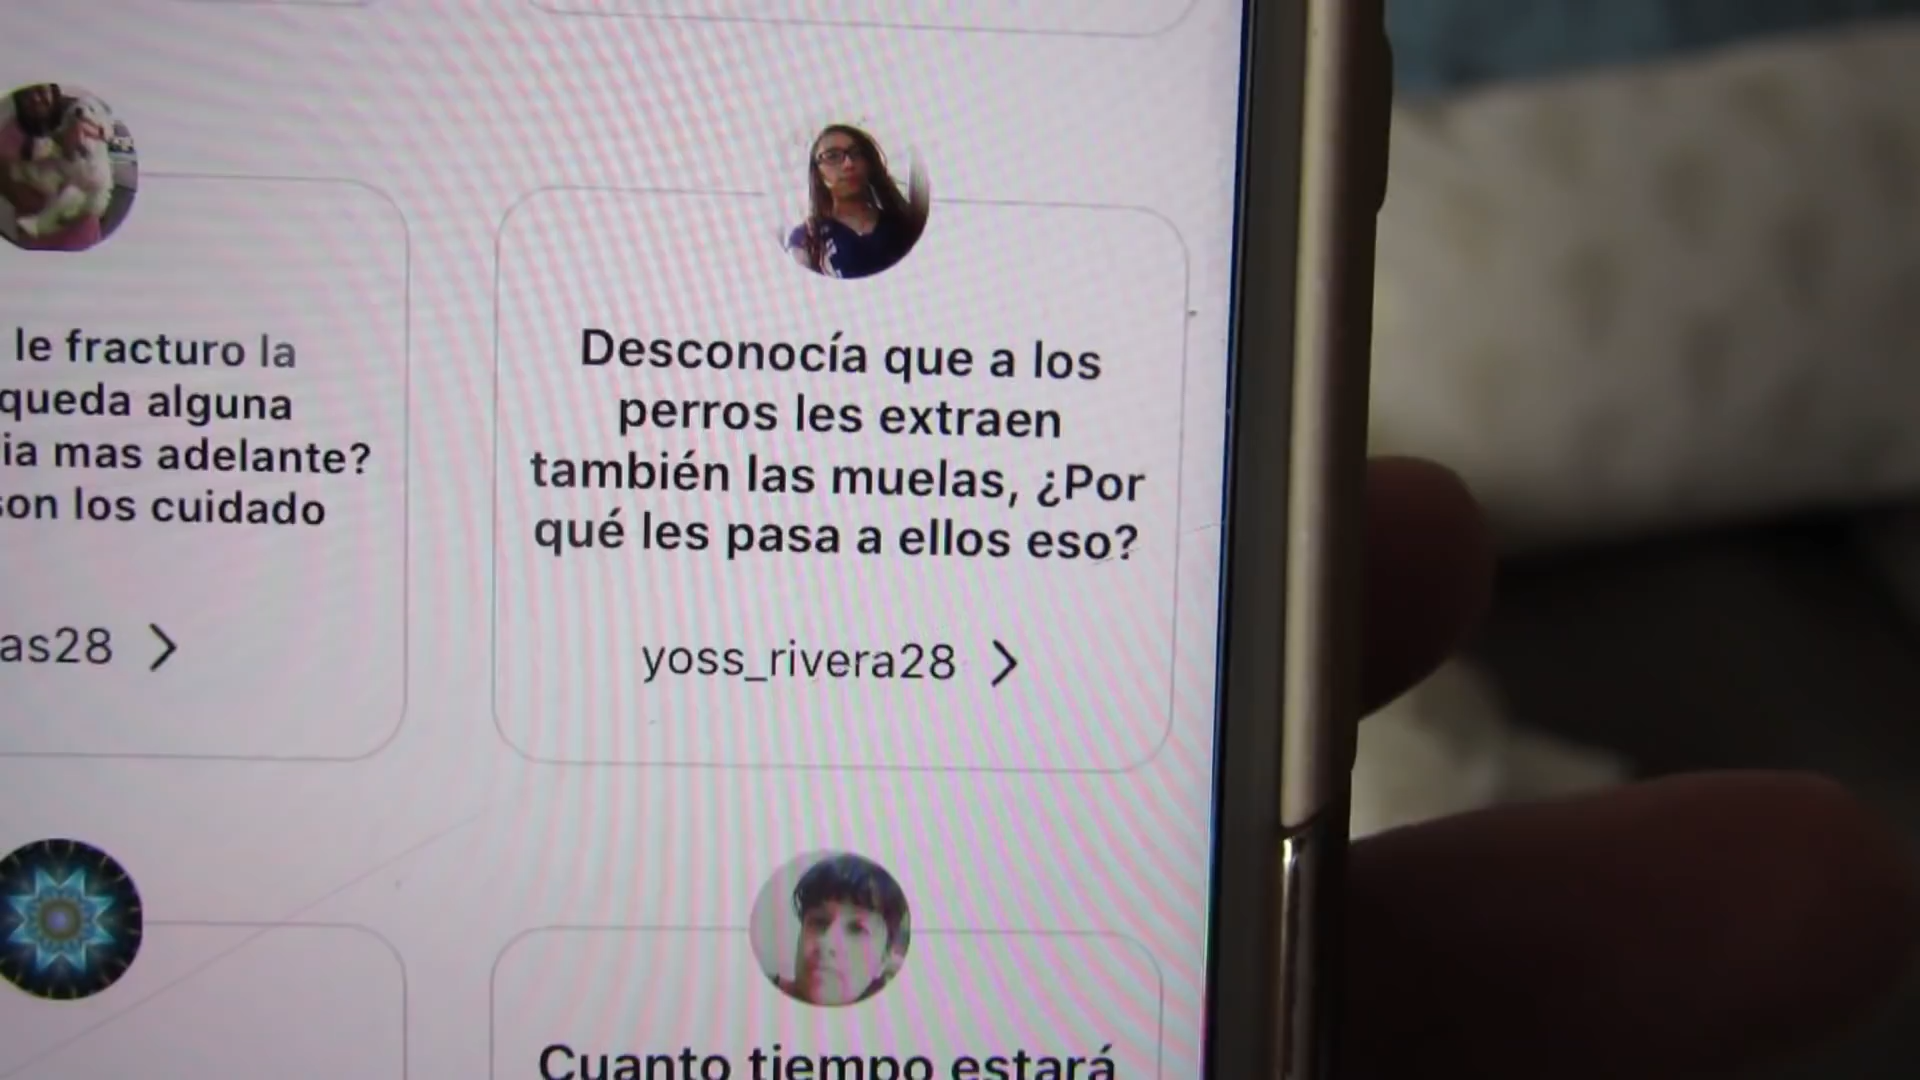 le fracturo la
queda alguna
ia mas adelante?
son los cuidado
as28
Desconocía que a los
perros les extraen
también las muelas, ¿Por
qué les pasa a ellos eso?
yoss_rivera28
Cuanto tiempo estará